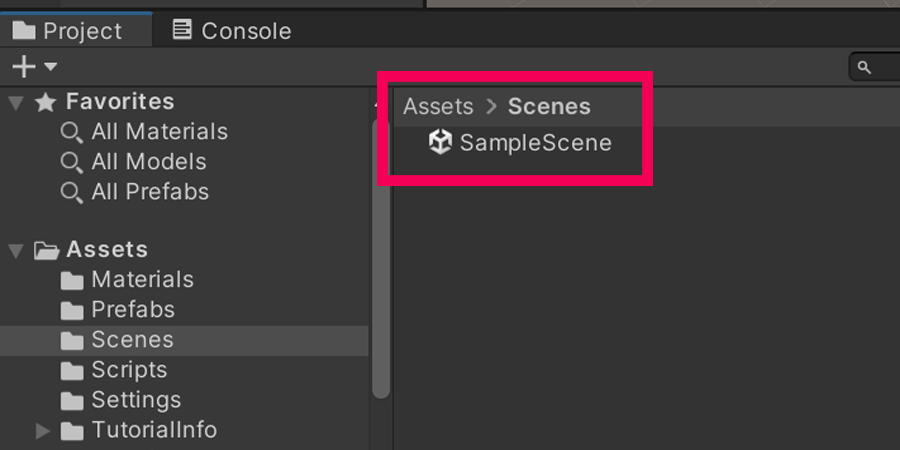 Project Console
Favorites
All Materials
All Models
All Prefabs
Assets
Materials
Prefabs
Scenes
Scripts
Settings
TutorialInfo
Assets > Scenes
SampleScene